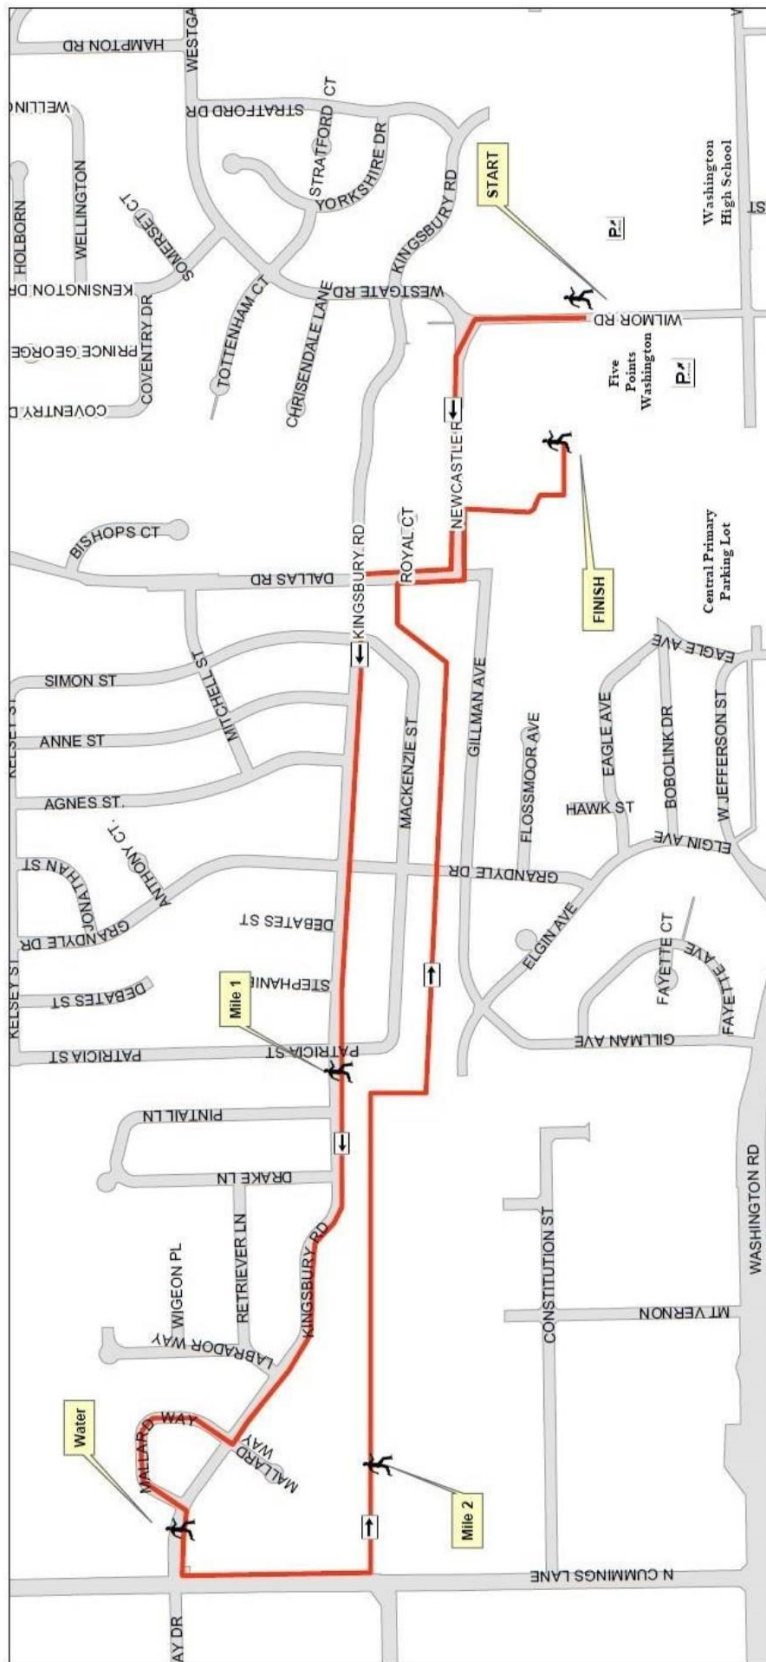 HAMPTON RD
WESTGA
WELLING
WELLINGTON
HOLBORN
STRATFORD DR
STRATFORD CT
YORKSHIRE DR
SOMERSET CT
KENSINGTON DR
COVENTRY DR
PRINCE GEORGE
COVENTRY D
TOTTENHAM CT
CHRISENDALE LANE
WESTGATE RD
KINGSBURY RD
START
Washington
High School
ST
WILMOR RD
Five
Points
Washington
P
P
NEWCASTLE R
BISHOPS CT
DALLAS RD
KINGSBURY RD
ROYAL CT
FINISH
Central Primary
Parking Lot
SIMON ST
MITCHELL ST
ANNE ST
AGNES ST.
KELSEY ST
MACKENZIE ST
GILLMAN AVE
FLOSSMOOR AVE
EAGLE AVE
EAGLE AVE
HAWK ST
BOBOLINK DR
W JEFFERSON ST
ELGIN AVE
ANTHONY CT.
JONATHAN ST
GRANDYLE DR
GRANDYLE DR
DEBATES ST
DEBATES ST
STEPHANIE
KELSEY ST
PATRICIA ST
PATRICIA ST
ELGIN AVE
FAYETTE CT
FAYETTE AVE
GILLMAN AVE
Mile 1
PINTAIL LN
DRAKE LN
RETRIEVER LN
WIGEON PL
LABRADOR WAY
KINGSBURY RD
CONSTITUTION ST
MT VERNON
WASHINGTON RD
Water
MALLARD WAY
MALLARD WAY
Mile 2
N CUMMINGS LANE
AY DR